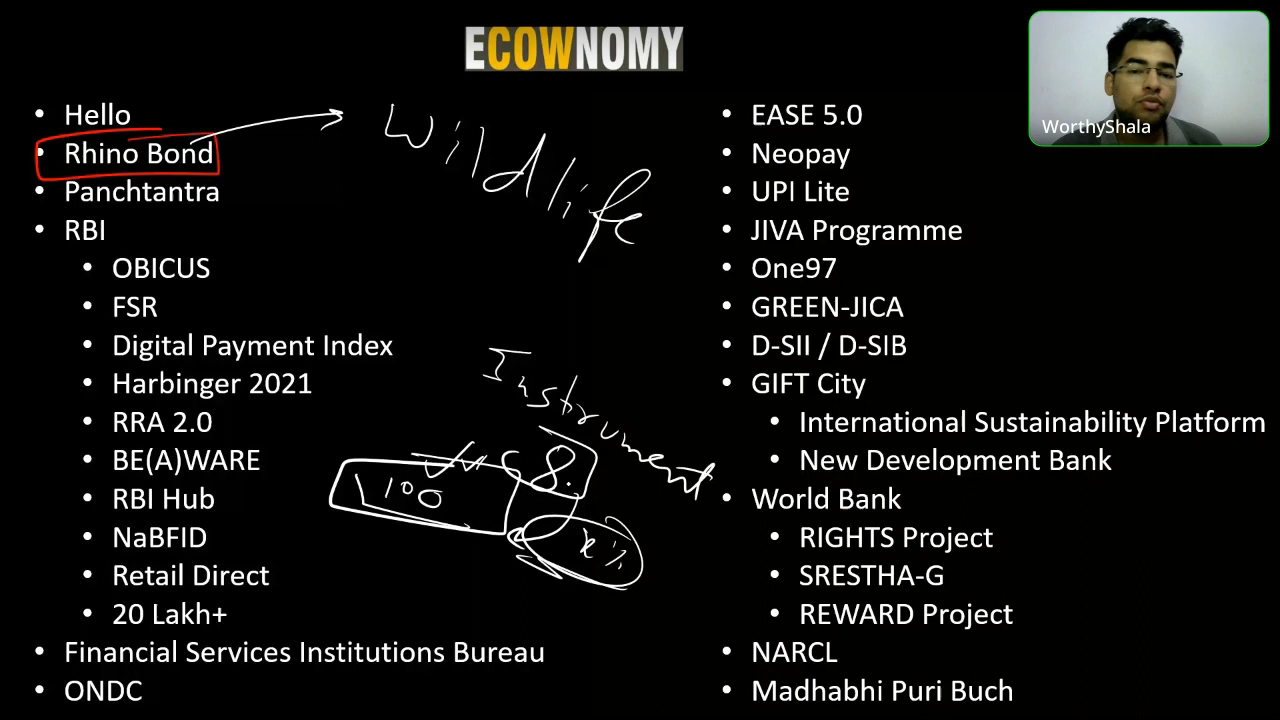 ECOWNOMY
WorthyShala
Hello
Rhino Bond
Panchtantra
RBI
OBICUS
FSR
Digital Payment Index
Harbinger 2021
RRA 2.0
BE(A)WARE
RBI Hub
NaBFID
Retail Direct
20 Lakh+
Financial Services Institutions Bureau
ONDC
Wildlife
Instrument
100
8.
EASE 5.0
Neopay
UPI Lite
JIVA Programme
One97
GREEN-JICA
D-SII / D-SIB
GIFT City
International Sustainability Platform
New Development Bank
World Bank
RIGHTS Project
SRESTHA-G
REWARD Project
NARCL
Madhabhi Puri Buch